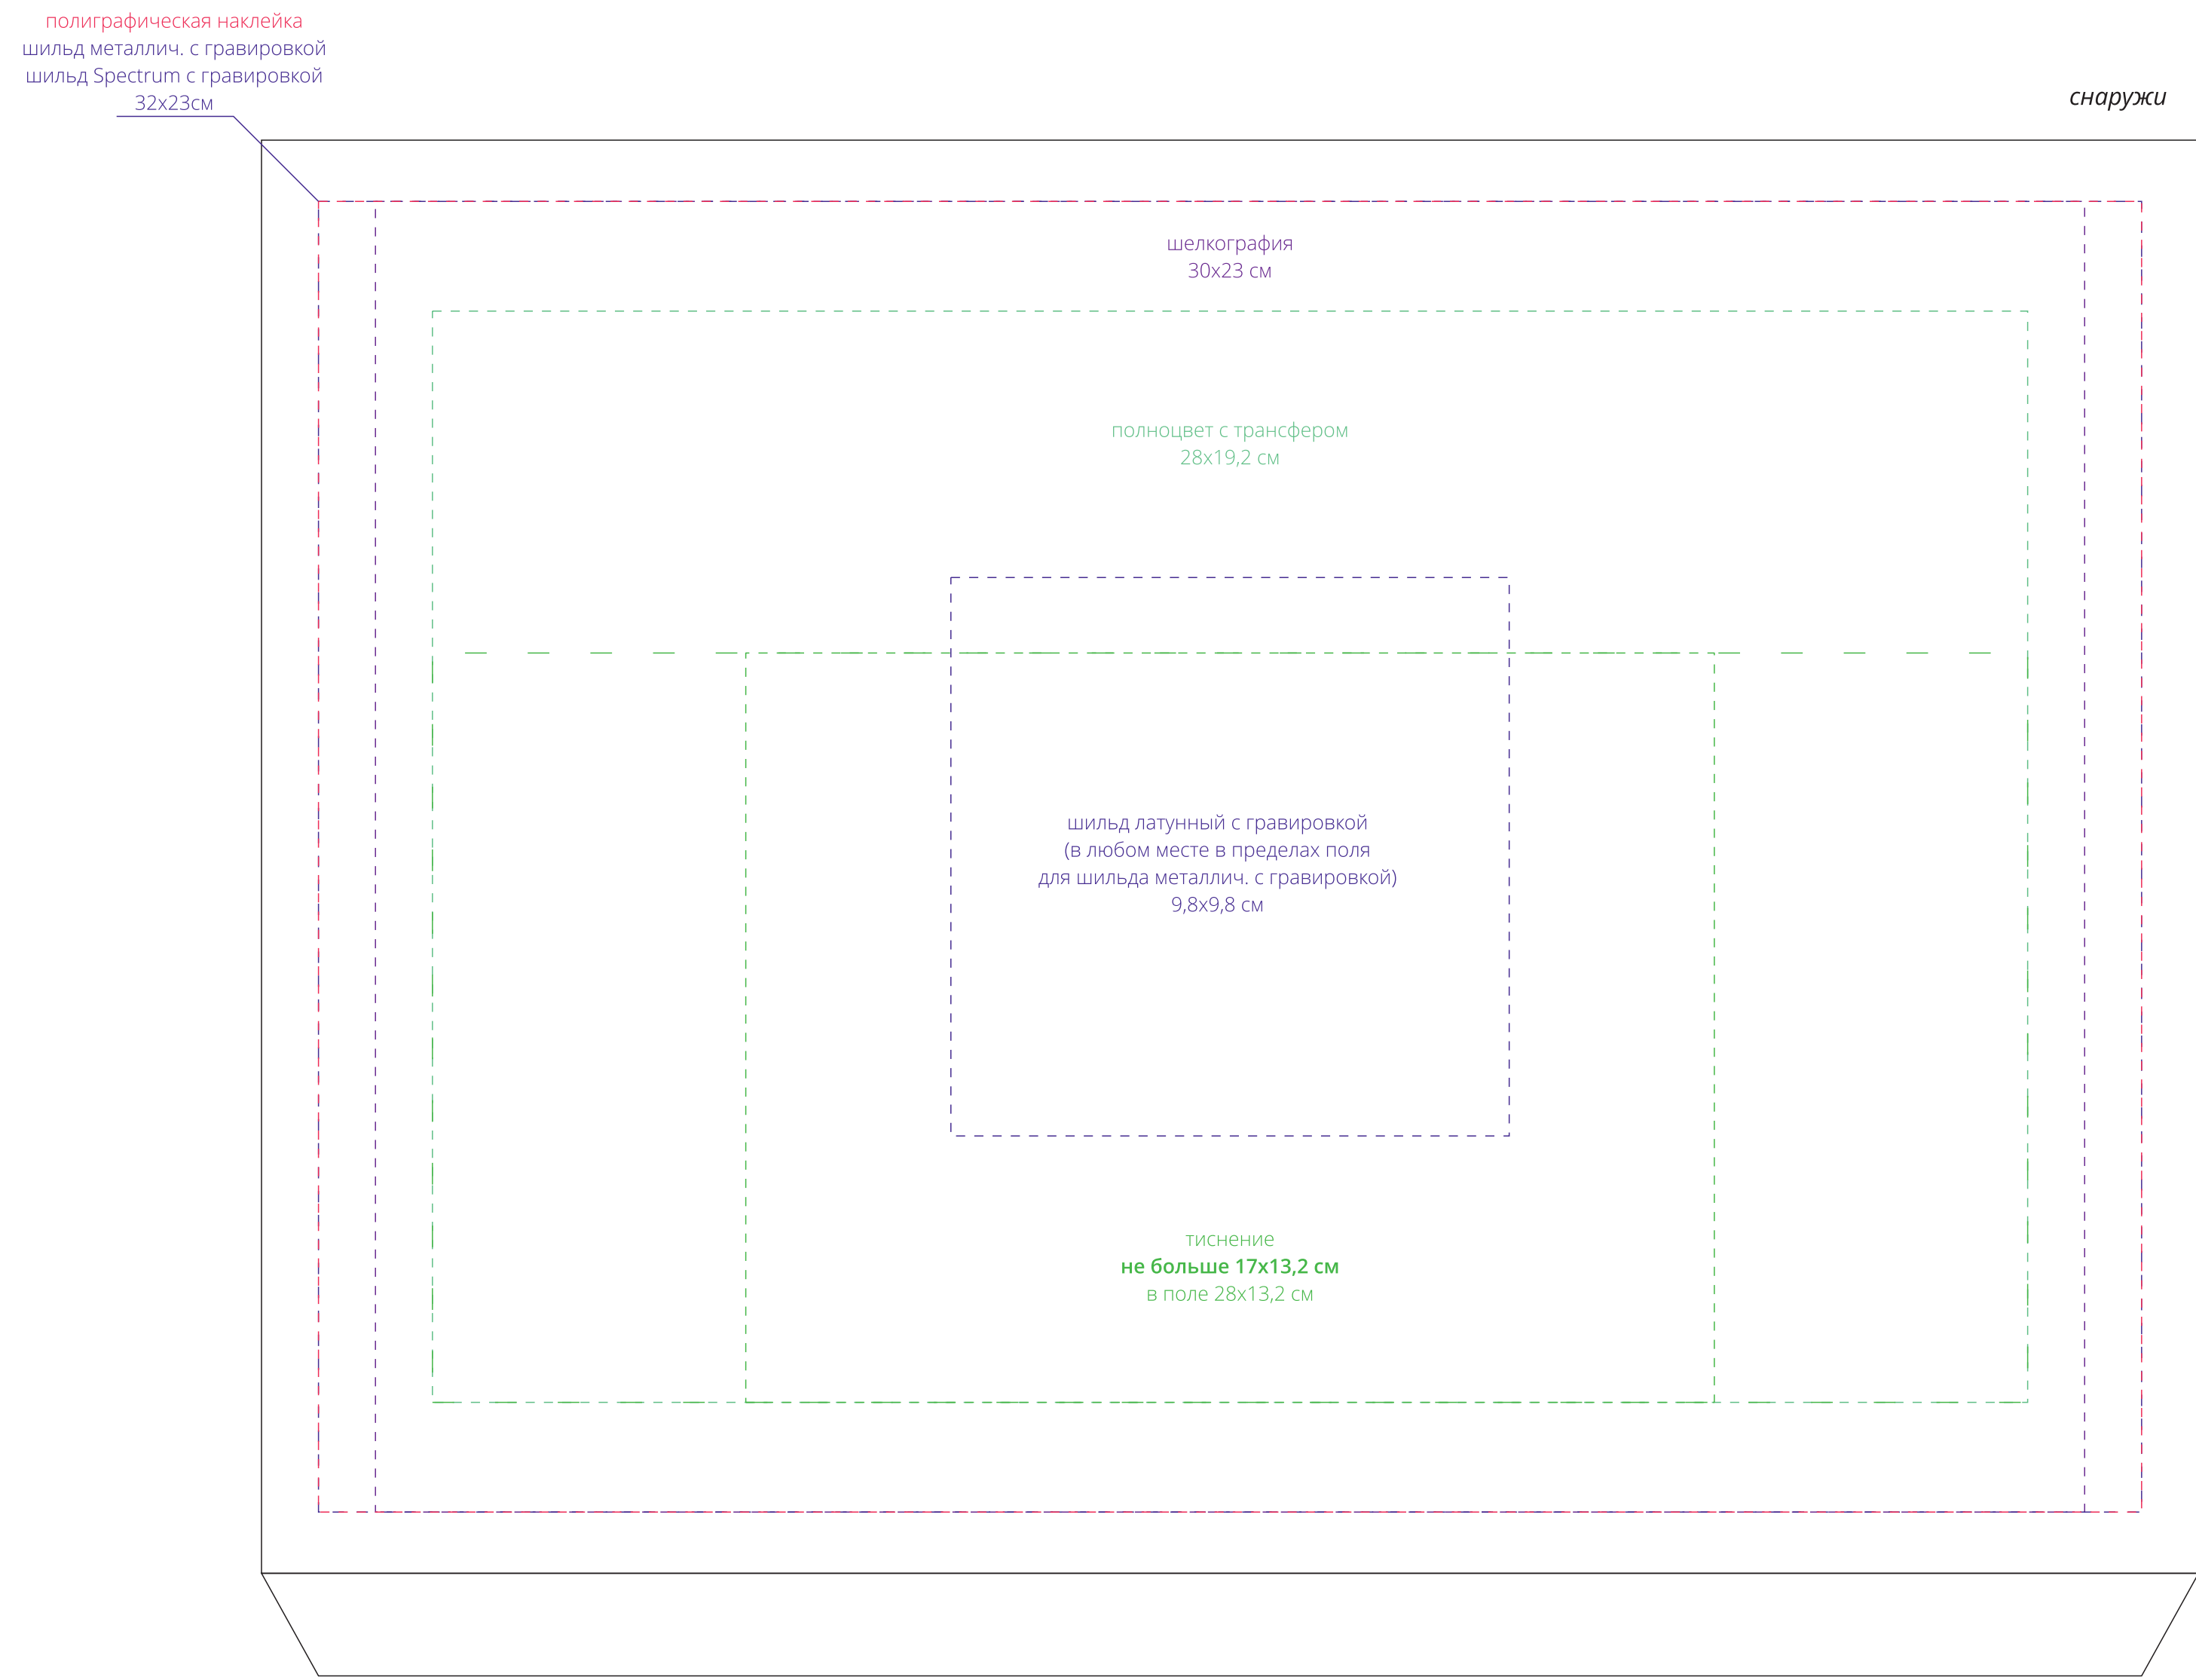 полиграфическая наклейка
шильд металлич. с гравировкой
шильд Spectrum с гравировкой
32х23см
снаружи
шелкография
30х23 см
полноцвет с трансфером
28х19,2 см
шильд латунный с гравировкой
(в любом месте в пределах поля
для шильда металлич. с гравировкой)
9,8х9,8 см
тиснение
не больше 17х13,2 см
в поле 28х13,2 см